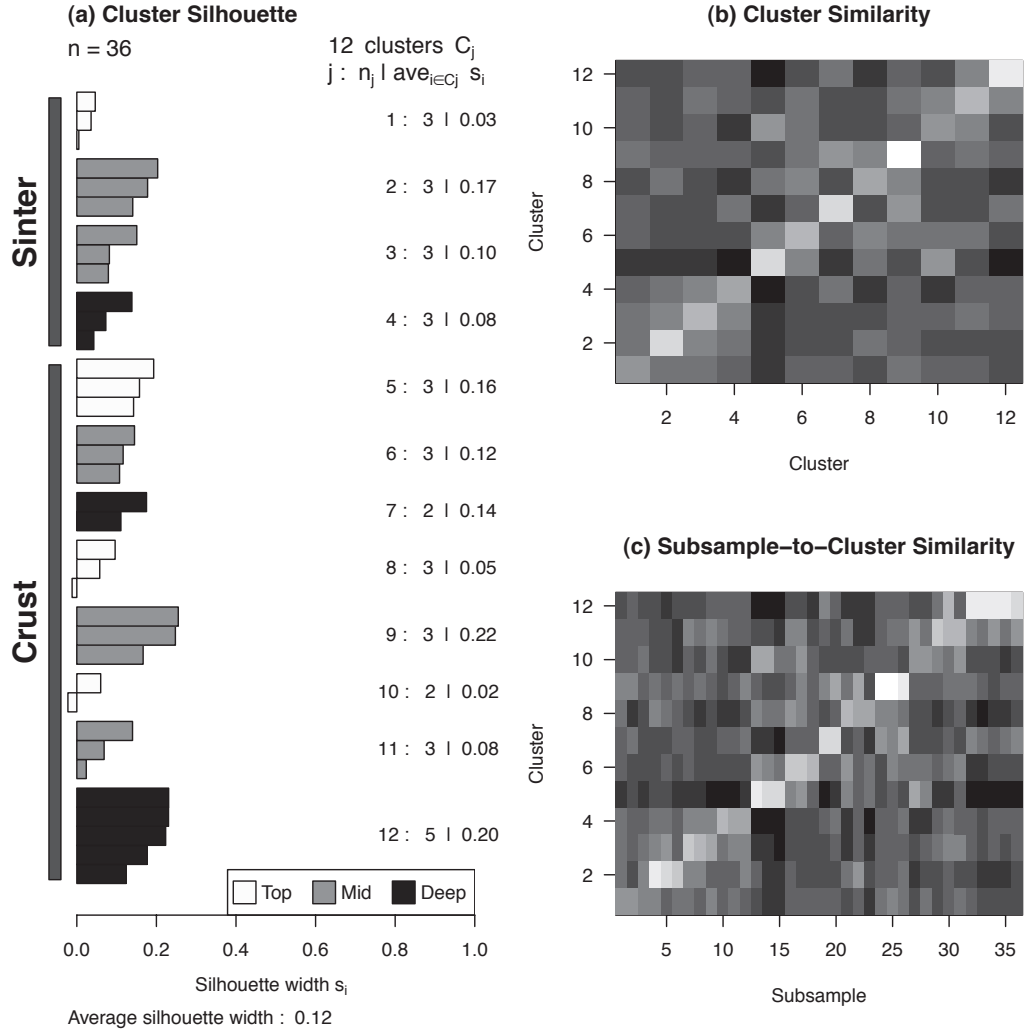 (a) Cluster Silhouette
n = 36
12 clusters Cj
j : nj | avei∈Cj si
Sinter
1 : 3 | 0.03
2 : 3 | 0.17
3 : 3 | 0.10
4 : 3 | 0.08
Crust
5 : 3 | 0.16
6 : 3 | 0.12
7 : 2 | 0.14
8 : 3 | 0.05
9 : 3 | 0.22
10 : 2 | 0.02
11 : 3 | 0.08
12 : 5 | 0.20
Top Mid Deep
0.0 0.2 0.4 0.6 0.8 1.0
Silhouette width si
Average silhouette width : 0.12
(b) Cluster Similarity
Cluster
12
10
8
6
4
2
2 4 6 8 10 12
Cluster
(c) Subsample−to−Cluster Similarity
Cluster
12
10
8
6
4
2
5 10 15 20 25 30 35
Subsample